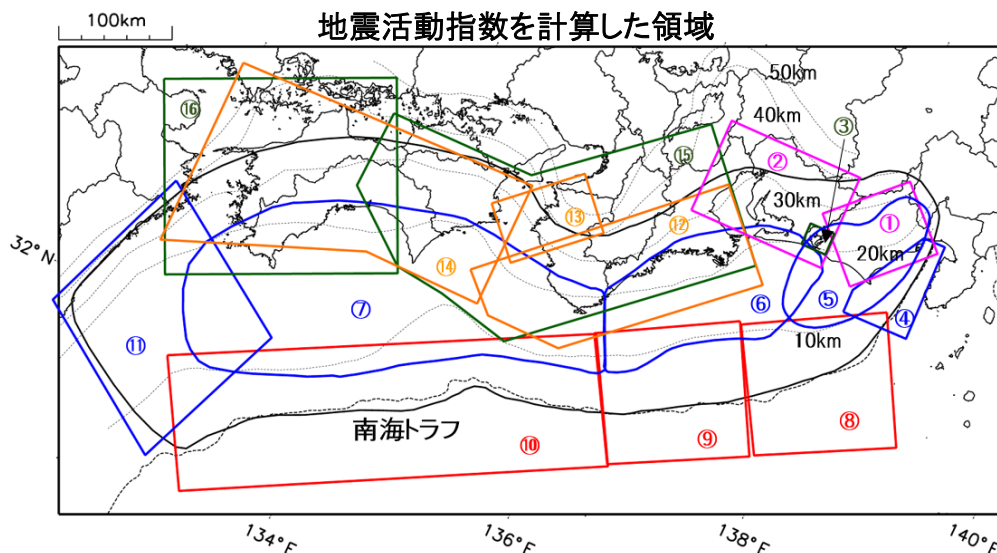 地震活動指数を計算した領域
100km
50km
40km
③
⑯
②
⑮
30km
⑬
⑫
①
20km
32°N
⑭
⑦
⑥
⑤
④
10km
⑪
南海トラフ
⑩
⑨
⑧
134°E
136°E
138°E
140°E